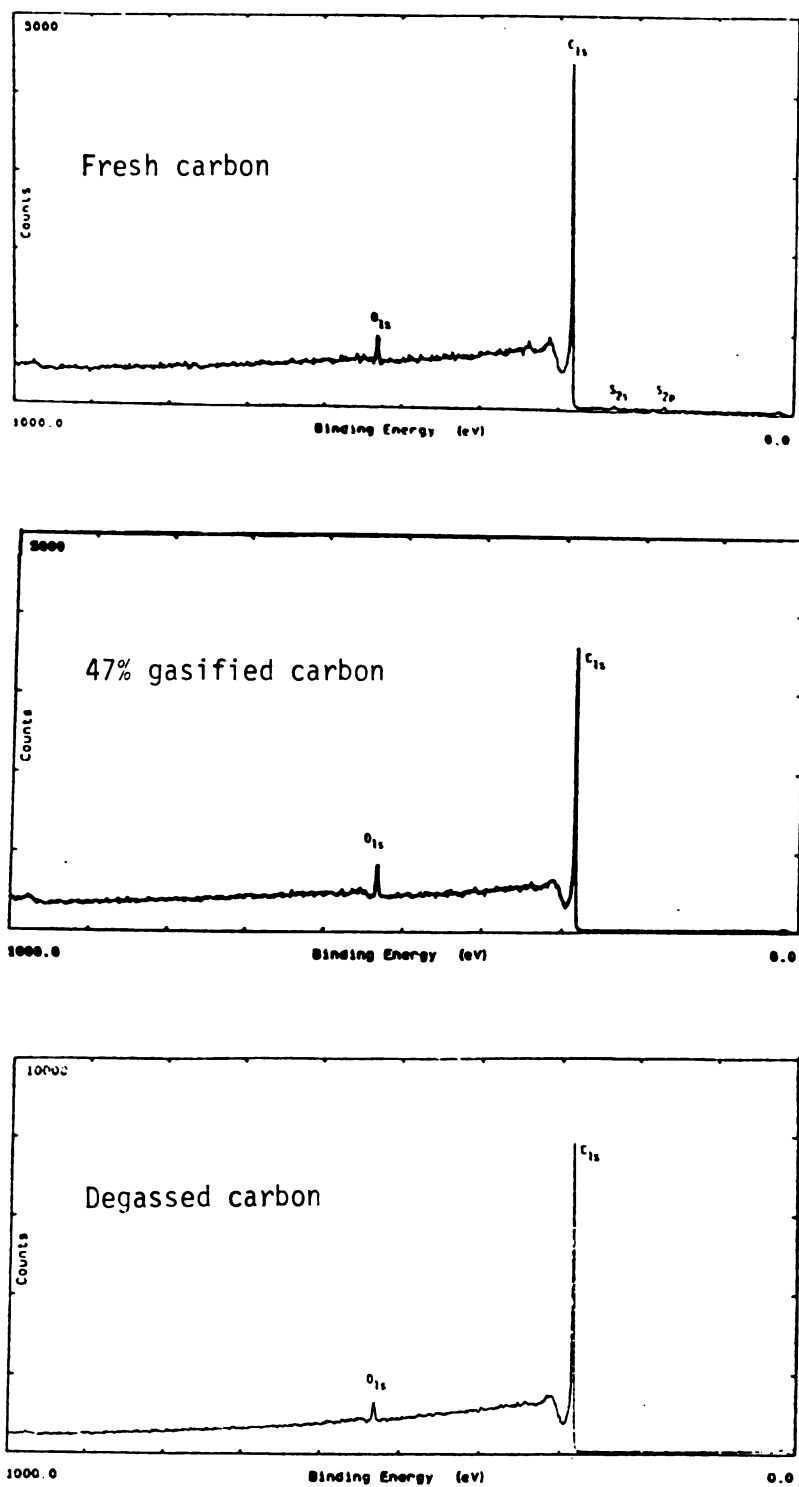 3000
C1s
Fresh carbon
Counts
O1s
S2s S2p
1000.0 Binding Energy (eV) 0.0
5000
47% gasified carbon
C1s
Counts
O1s
1000.0 Binding Energy (eV) 0.0
10000
C1s
Degassed carbon
Counts
O1s
1000.0 Binding Energy (eV) 0.0